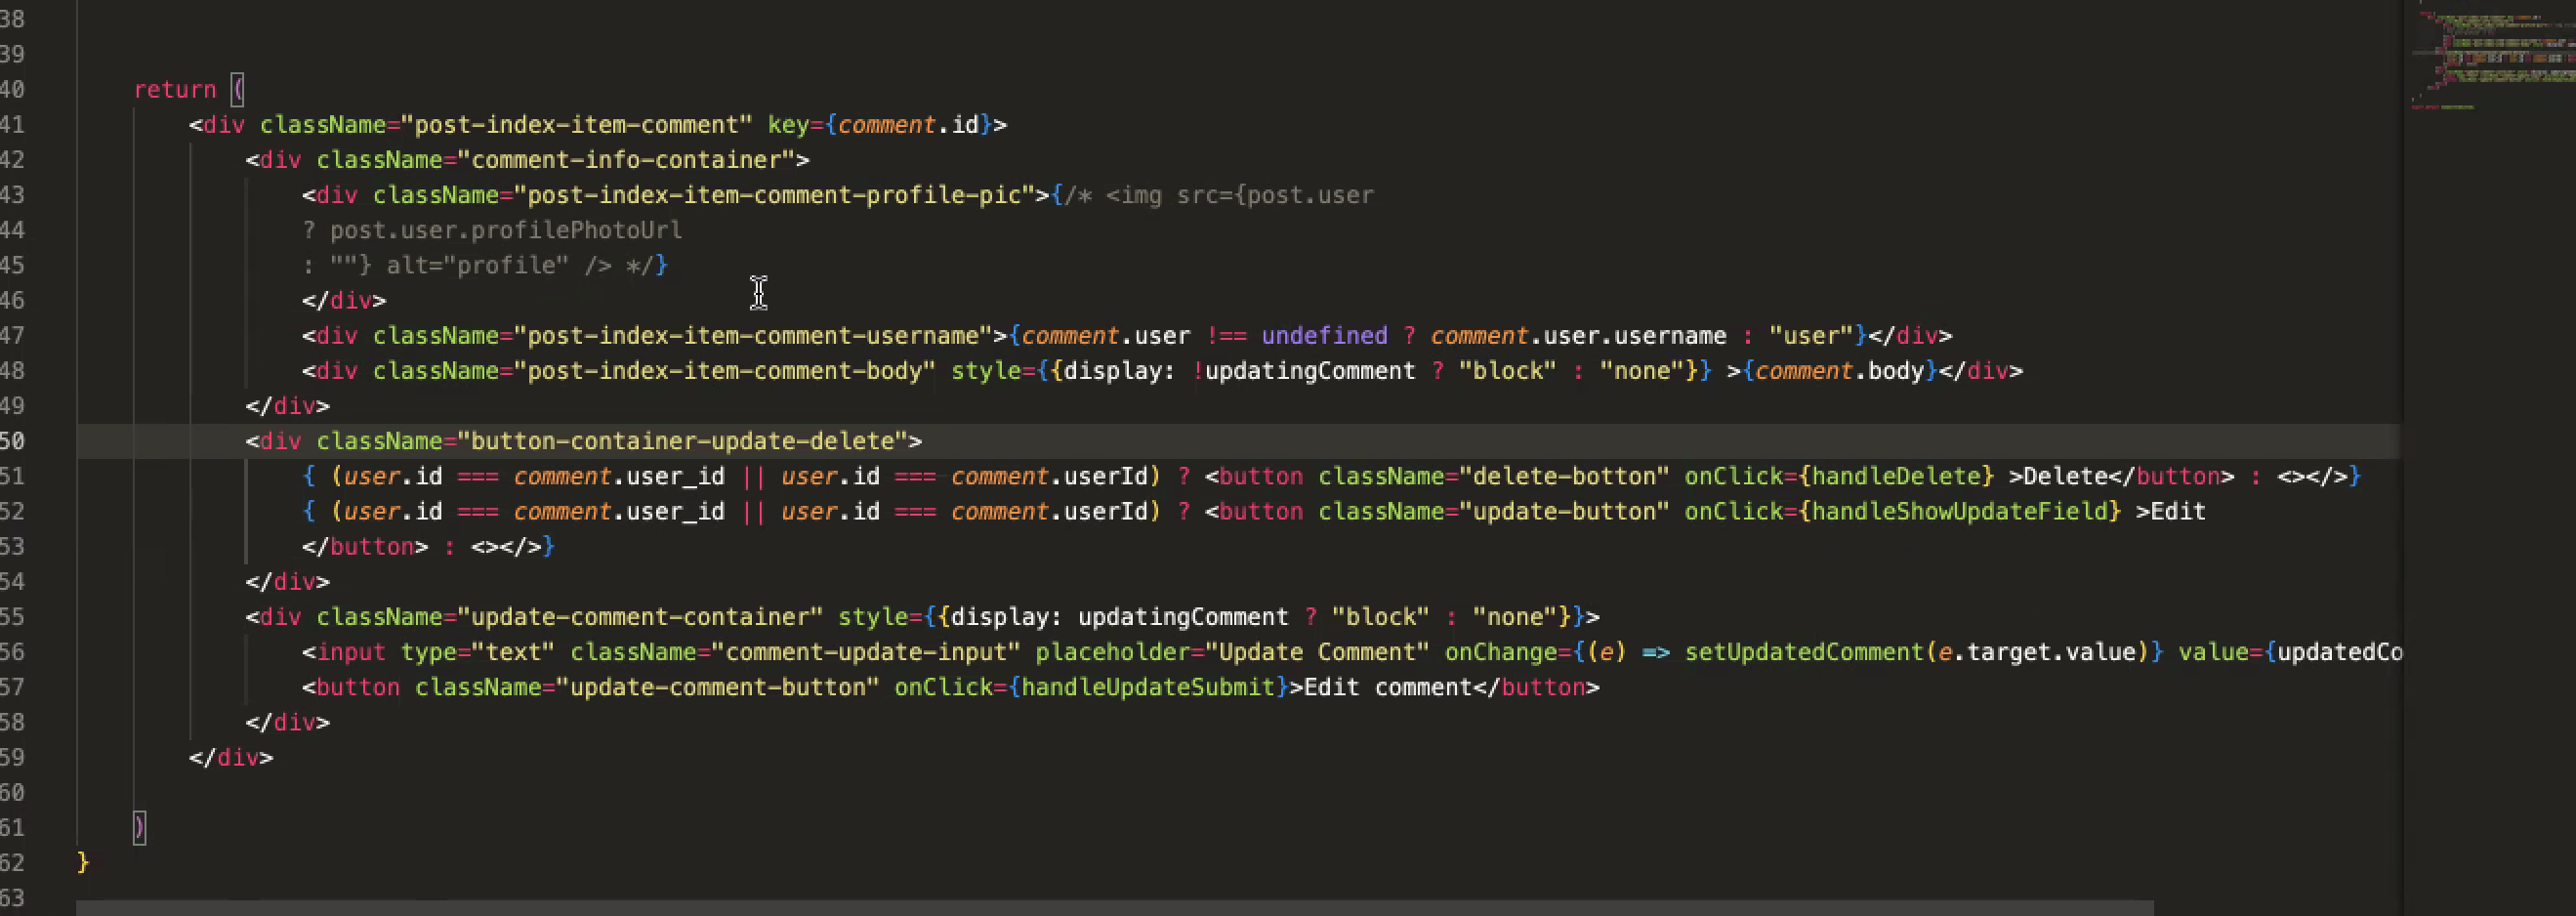 38
39
40 return (
41 <div className="post-index-item-comment" key={comment.id}>
42 <div className="comment-info-container">
43 <div className="post-index-item-comment-profile-pic">{/* <img src={post.user
44 ? post.user.profilePhotoUrl
45 : ""} alt="profile" /> */}
46 </div>
47 <div className="post-index-item-comment-username">{comment.user !== undefined ? comment.user.username : "user"}</div>
48 <div className="post-index-item-comment-body" style={{display: !updatingComment ? "block" : "none"}} >{comment.body}</div>
49 </div>
50 <div className="button-container-update-delete">
51 { (user.id === comment.user_id || user.id === comment.userId) ? <button className="delete-botton" onClick={handleDelete} >Delete</button> : <></>}
52 { (user.id === comment.user_id || user.id === comment.userId) ? <button className="update-button" onClick={handleShowUpdateField} >Edit
53 </button> : <></>}
54 </div>
55 <div className="update-comment-container" style={{display: updatingComment ? "block" : "none"}}>
56 <input type="text" className="comment-update-input" placeholder="Update Comment" onChange={(e) => setUpdatedComment(e.target.value)} value={updatedCo
57 <button className="update-comment-button" onClick={handleUpdateSubmit}>Edit comment</button>
58 </div>
59 </div>
60
61 )
62 }
63